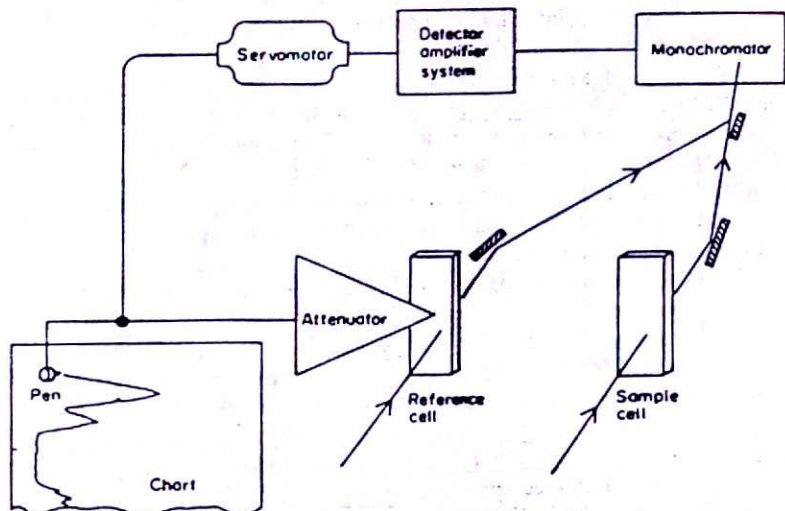 Servomotor
Detector
amplifier
system
Monochromator
Attenuator
Pen
Reference
cell
Sample
cell
Chart